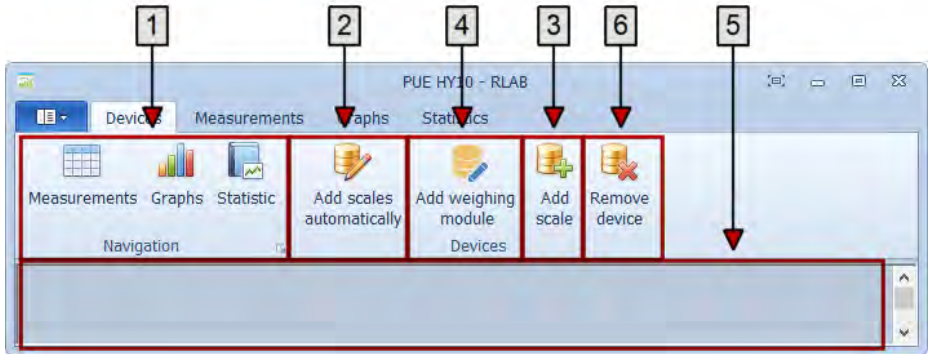 1 2 4 3 6 5
PUE HY10 - RLAB
Devices Measurements Graphs Statistics
Measurements Graphs Statistic Add scales automatically Add weighing module Add scale Remove device
Navigation Devices